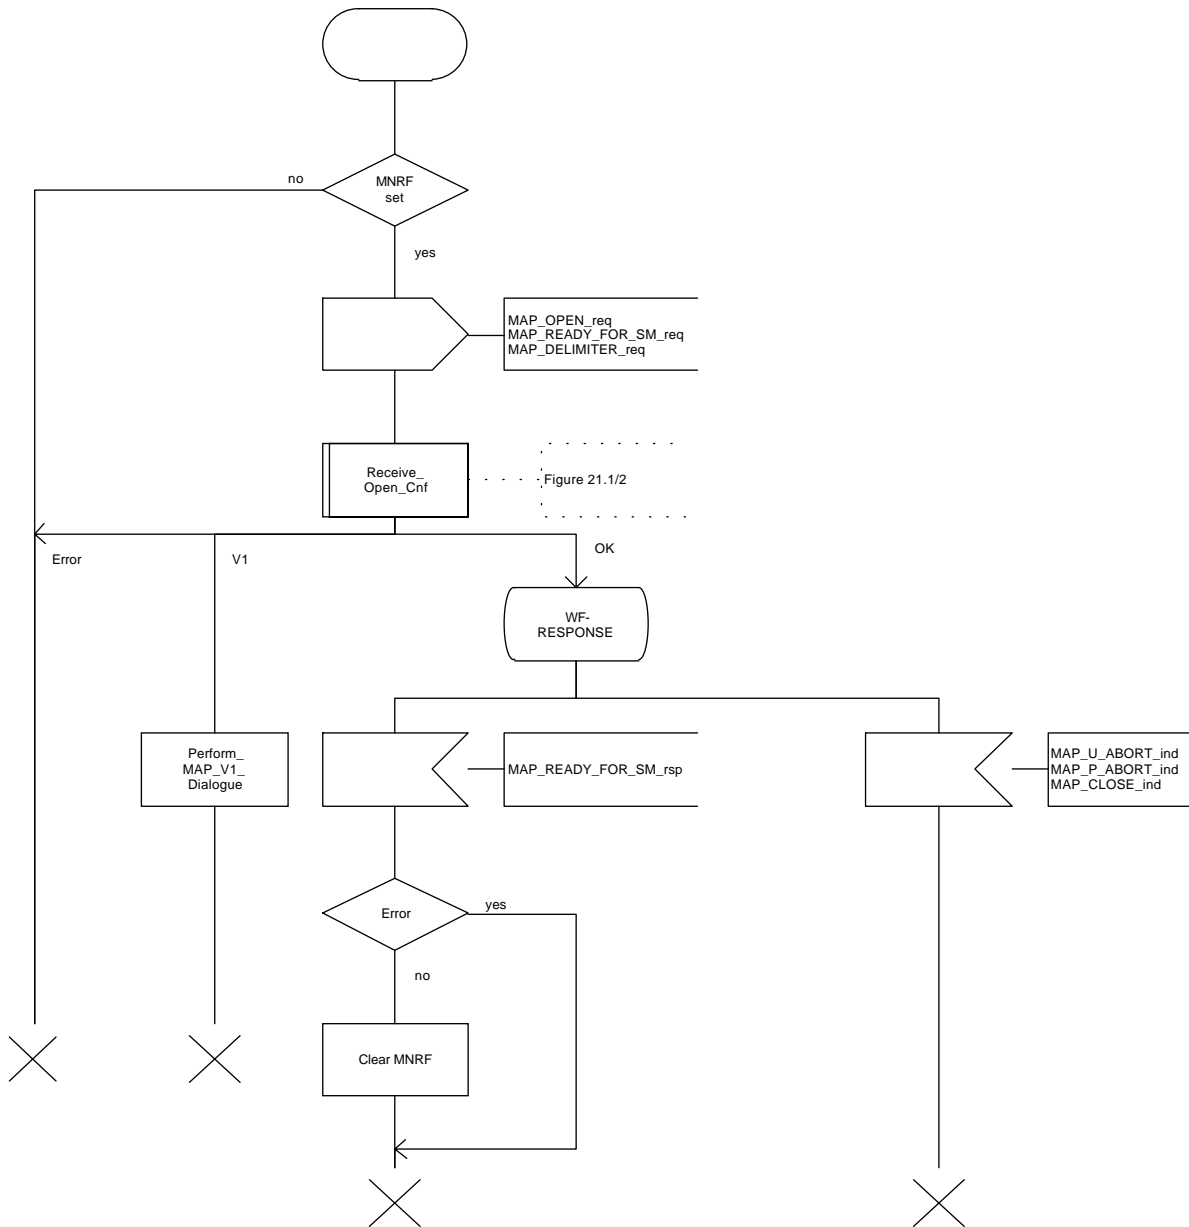 MNRF
set
no
yes
MAP_OPEN_req
MAP_READY_FOR_SM_req
MAP_DELIMITER_req
Receive_
Open_Cnf
Figure 21.1/2
Error
V1
OK
WF-
RESPONSE
Perform_
MAP_V1_
Dialogue
MAP_READY_FOR_SM_rsp
MAP_U_ABORT_ind
MAP_P_ABORT_ind
MAP_CLOSE_ind
Error
yes
no
Clear MNRF